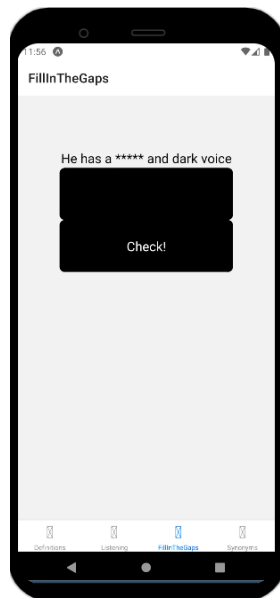 11:56
FillInTheGaps
He has a ***** and dark voice
Check!
Definitions Listening FillInTheGaps Synonyms